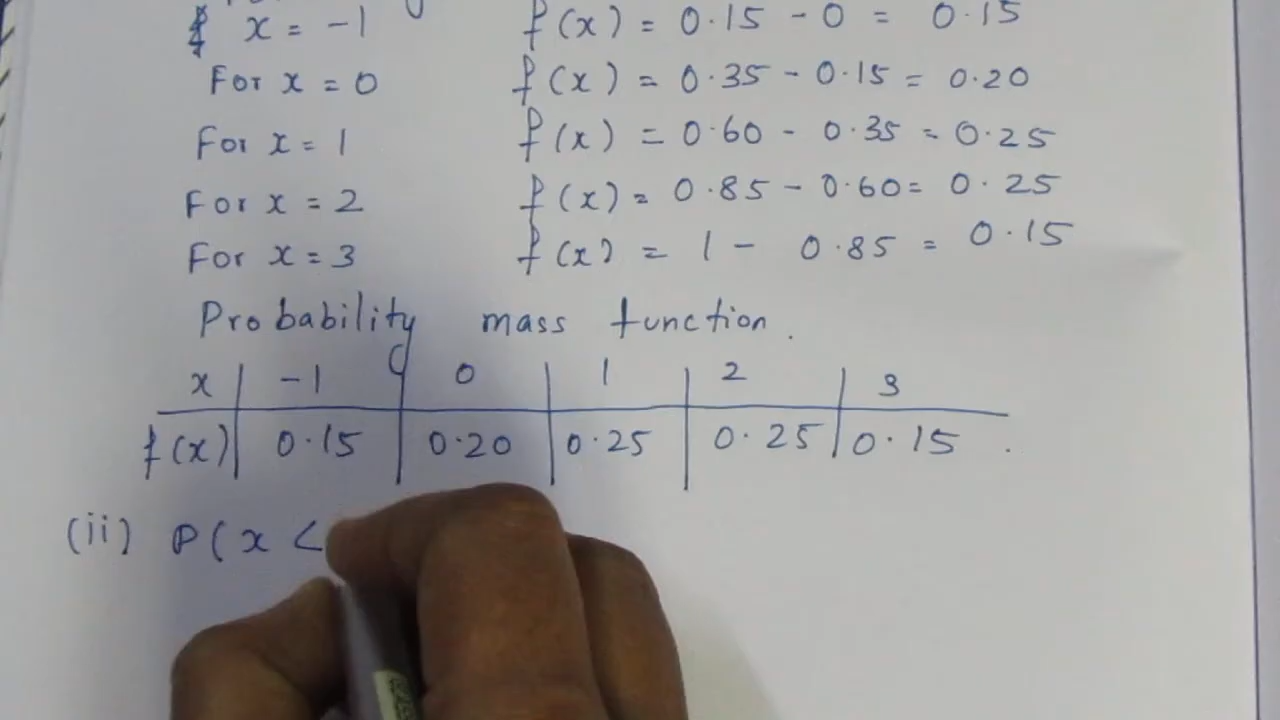 x = -1 f(x) = 0.15 - 0 = 0.15
For x = 0 f(x) = 0.35 - 0.15 = 0.20
For x = 1 f(x) = 0.60 - 0.35 = 0.25
For x = 2 f(x) = 0.85 - 0.60 = 0.25
For x = 3 f(x) = 1 - 0.85 = 0.15
Probability mass function.
x -1 0 1 2 3
f(x) 0.15 0.20 0.25 0.25 0.15 .
(ii) P(x <